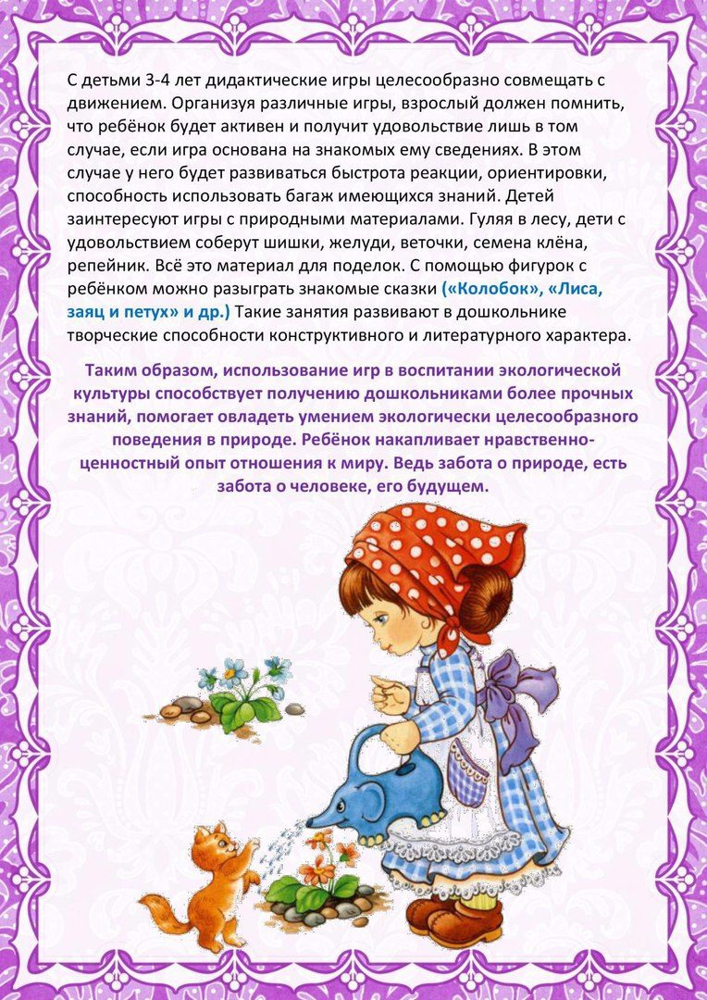 С детьми 3-4 лет дидактические игры целесообразно совмещать с
движением. Организуя различные игры, взрослый должен помнить,
что ребёнок будет активен и получит удовольствие лишь в том
случае, если игра основана на знакомых ему сведениях. В этом
случае у него будет развиваться быстрота реакции, ориентировки,
способность использовать багаж имеющихся знаний. Детей
заинтересуют игры с природными материалами. Гуляя в лесу, дети с
удовольствием соберут шишки, желуди, веточки, семена клёна,
репейник. Всё это материал для поделок. С помощью фигурок с
ребёнком можно разыграть знакомые сказки («Колобок», «Лиса,
заяц и петух» и др.) Такие занятия развивают в дошкольнике
творческие способности конструктивного и литературного характера.
Таким образом, использование игр в воспитании экологической
культуры способствует получению дошкольниками более прочных
знаний, помогает овладеть умением экологически целесообразного
поведения в природе. Ребёнок накапливает нравственно-
ценностный опыт отношения к миру. Ведь забота о природе, есть
забота о человеке, его будущем.